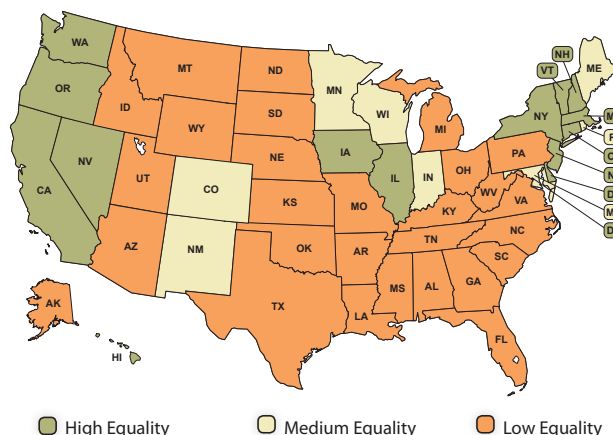 WA
NH
ME
MT
ND
VT
OR
MN
ID
WI
NY
SD
MI
WY
IA
NE
PA
NV
IL
IN
OH
UT
CO
CA
WV
VA
KS
MO
KY
NC
TN
AZ
OK
NM
AR
SC
MS
AL
GA
AK
TX
LA
FL
HI
High Equality
Medium Equality
Low Equality